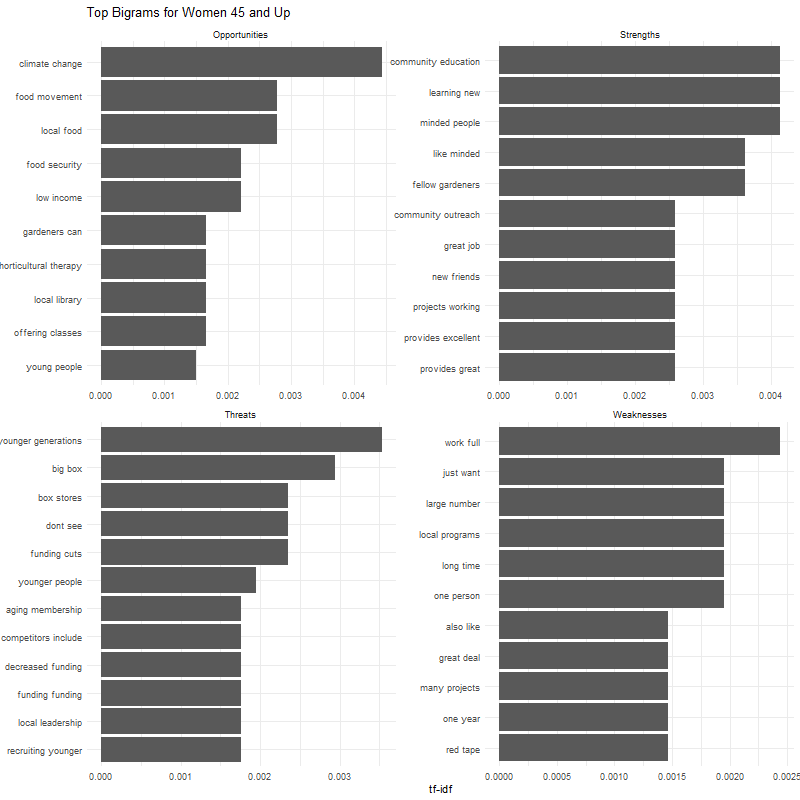 Top Bigrams for Women 45 and Up
Opportunities
climate change
food movement
local food
food security
low income
gardeners can
horticultural therapy
local library
offering classes
young people
0.000 0.001 0.002 0.003 0.004
Strengths
community education
learning new
minded people
like minded
fellow gardeners
community outreach
great job
new friends
projects working
provides excellent
provides great
0.000 0.001 0.002 0.003 0.004
Threats
younger generations
big box
box stores
dont see
funding cuts
younger people
aging membership
competitors include
decreased funding
funding funding
local leadership
recruiting younger
0.000 0.001 0.002 0.003
Weaknesses
work full
just want
large number
local programs
long time
one person
also like
great deal
many projects
one year
red tape
0.0000 0.0005 0.0010 0.0015 0.0020 0.0025
tf-idf